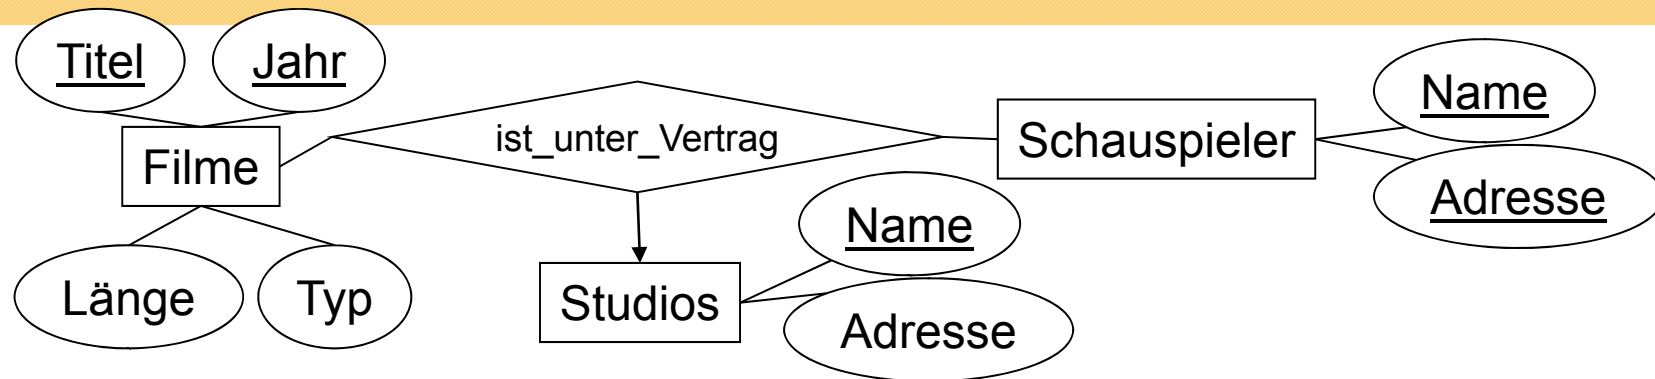 Titel
Jahr
Name
ist_unter_Vertrag
Schauspieler
Filme
Adresse
Name
Länge
Typ
Studios
Adresse